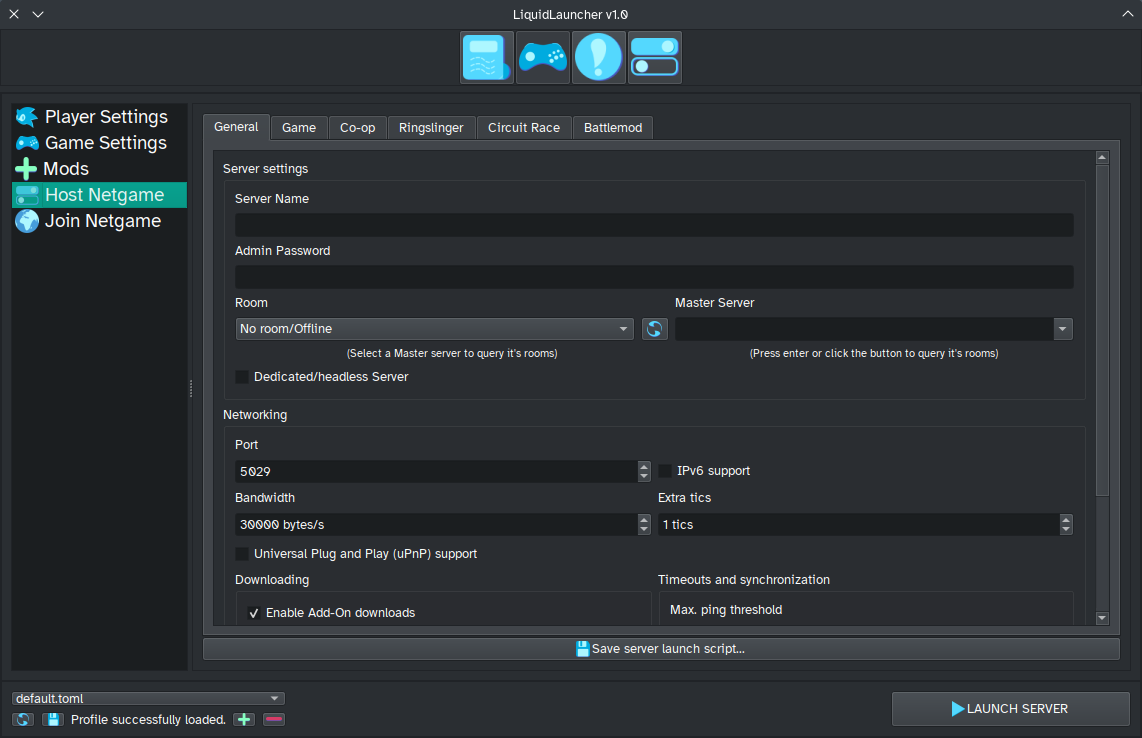 LiquidLauncher v1.0
Player Settings
Game Settings
Mods
Host Netgame
Join Netgame
General Game Co-op Ringslinger Circuit Race Battlemod
Server settings
Server Name
Admin Password
Room Master Server
No room/Offline
(Select a Master server to query it's rooms) (Press enter or click the button to query it's rooms)
Dedicated/headless Server
Networking
Port
5029 IPv6 support
Bandwidth Extra tics
30000 bytes/s 1 tics
Universal Plug and Play (uPnP) support
Downloading Timeouts and synchronization
Enable Add-On downloads Max. ping threshold
Save server launch script...
default.toml
Profile successfully loaded.
LAUNCH SERVER